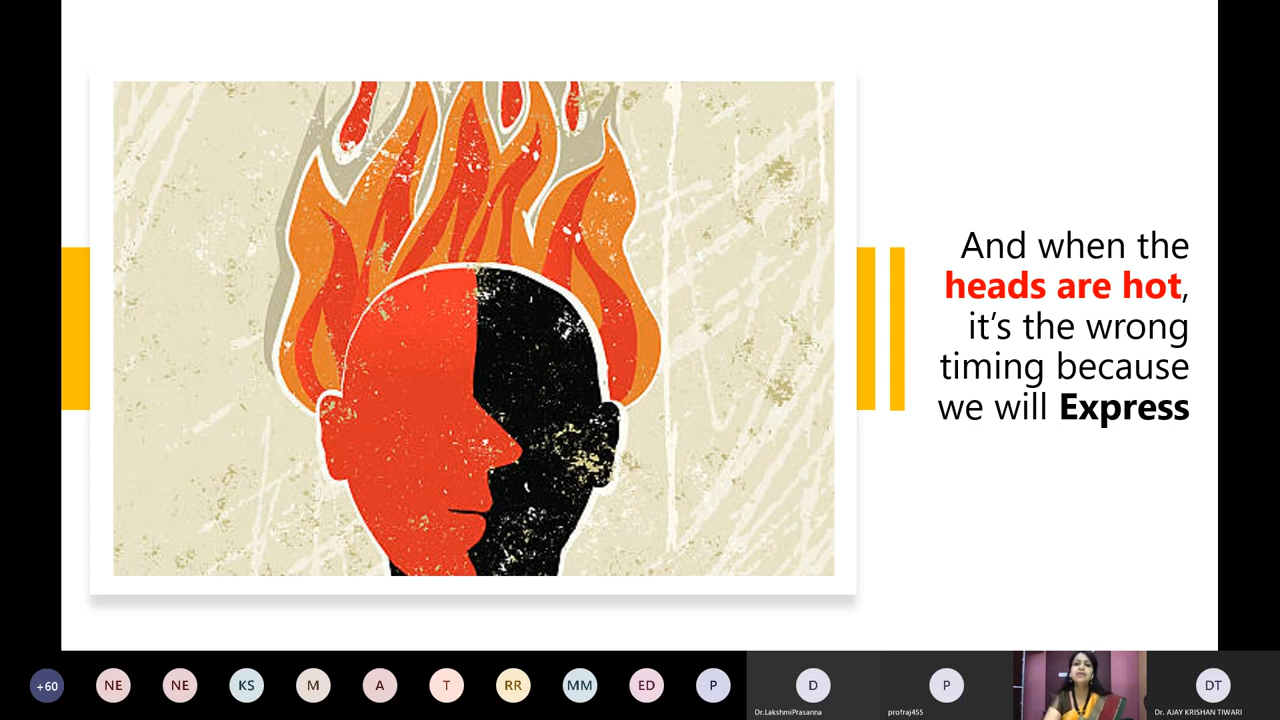 And when the
heads are hot,
it’s the wrong
timing because
we will Express
+60
NE
NE
KS
M
A
T
RR
MM
ED
P
D
Dr.LakshmiPrasanna
P
profraj455
DT
Dr. AJAY KRISHAN TIWARI